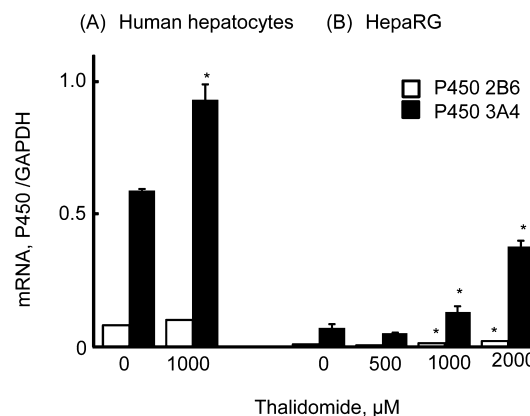 (A) Human hepatocytes (B) HepaRG
P450 2B6
P450 3A4
mRNA, P450 /GAPDH
1.0
0.5
0
*
*
*
*
*
0 1000 0 500 1000 2000
Thalidomide, µM